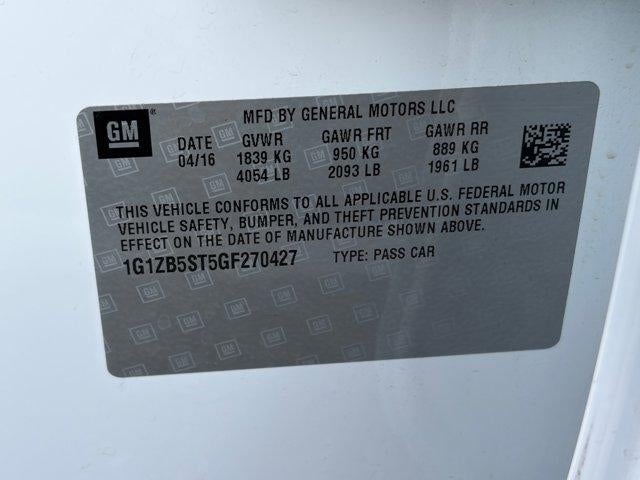 GM
MFD BY GENERAL MOTORS LLC
DATE GVWR GAWR FRT GAWR RR
04/16 1839 KG 950 KG 889 KG
4054 LB 2093 LB 1961 LB
THIS VEHICLE CONFORMS TO ALL APPLICABLE U.S. FEDERAL MOTOR
VEHICLE SAFETY, BUMPER, AND THEFT PREVENTION STANDARDS IN
EFFECT ON THE DATE OF MANUFACTURE SHOWN ABOVE.
1G1ZB5ST5GF270427 TYPE: PASS CAR